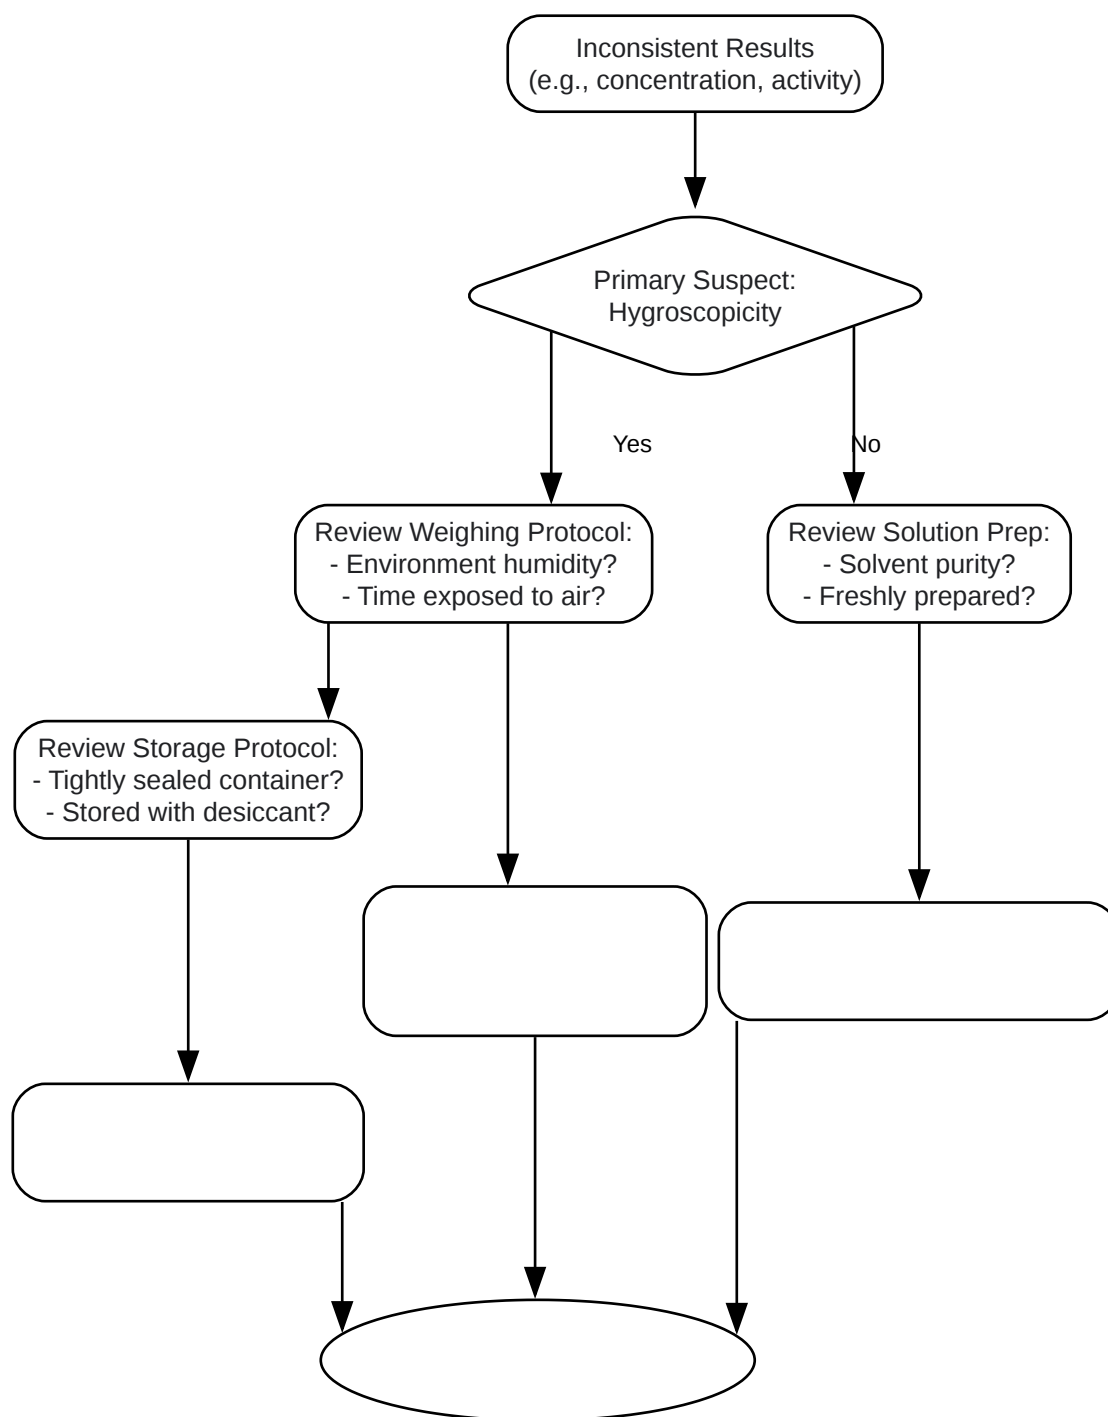 Inconsistent Results
(e.g., concentration, activity)
Primary Suspect:
Hygroscopicity
Yes
No
Review Weighing Protocol:
- Environment humidity?
- Time exposed to air?
Review Solution Prep:
- Solvent purity?
- Freshly prepared?
Review Storage Protocol:
- Tightly sealed container?
- Stored with desiccant?